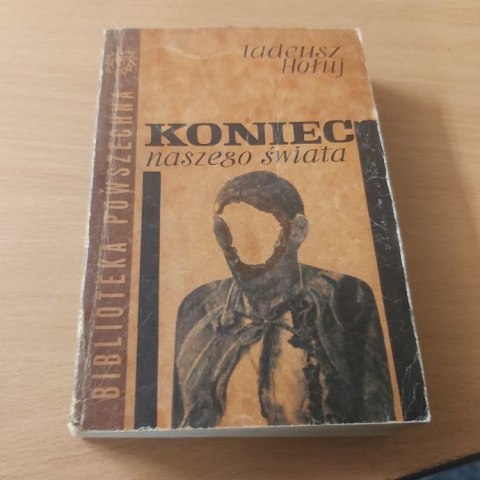 Tadeusz
Hołuj
KONIEC
naszego świata
BIBLIOTEKA POWSZECHNA